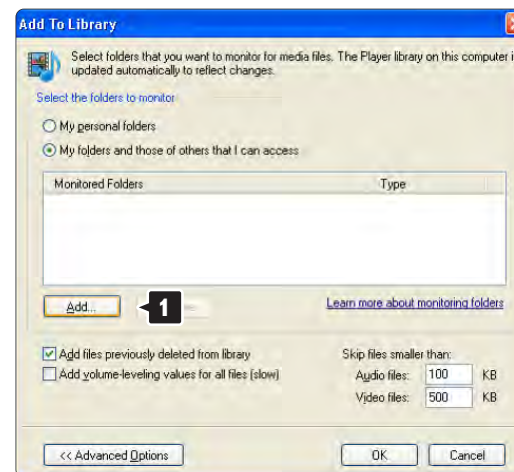 Add To Library
Select folders that you want to monitor for media files. The Player library on this computer i
updated automatically to reflect changes.
Select the folders to monitor
My personal folders
My folders and those of others that I can access
Monitored Folders Type
Add...
1
Learn more about monitoring folders
Add files previously deleted from library
Add volume-leveling values for all files (slow)
Skip files smaller than:
Audio files: 100 KB
Video files: 500 KB
<< Advanced Options
OK
Cancel